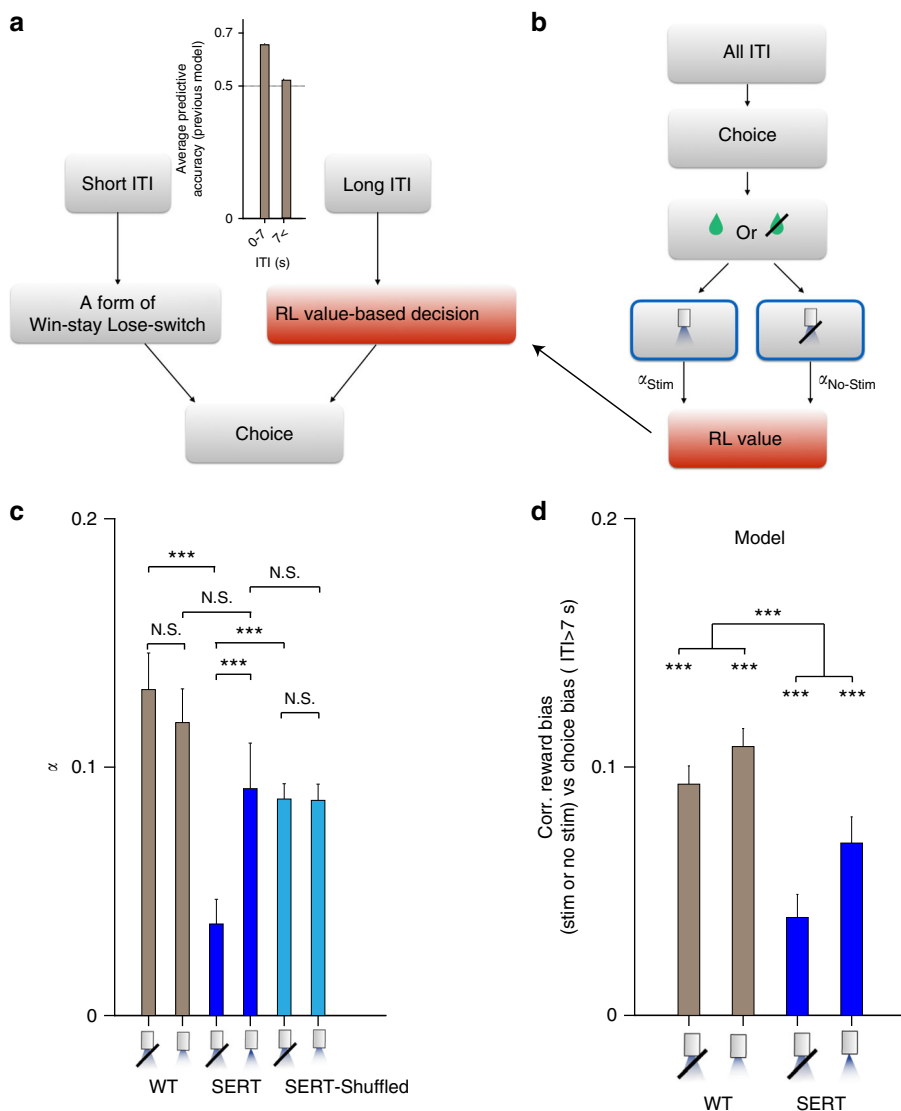 a
0.7
0.5
0
Average predictive
accuracy (previous model)
0–7
7<
ITI (s)
Short ITI
Long ITI
A form of
Win-stay Lose-switch
RL value-based decision
Choice
b
All ITI
Choice
Or
αStim
αNo-Stim
RL value
c
0.2
0.1
0
α
***
N.S.
N.S.
N.S.
***
***
N.S.
WT
SERT
SERT-Shuffled
d
0.2
0.1
0
Corr. reward bias
(stim or no stim) vs choice bias ( ITI>7 s)
Model
***
***
***
***
***
WT
SERT